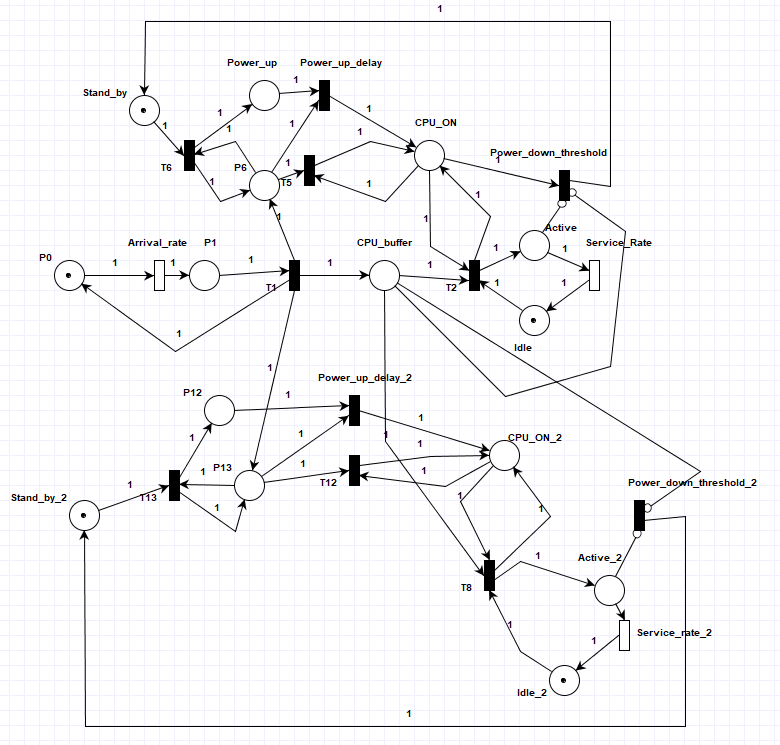 1
Power_up
Power_up_delay
1
Stand_by
1
1
1
CPU_ON
1
1
1
Power_down_threshold
1
T6
P6
1
T5
1
1
1
1
1
Active
P0
Arrival_rate
P1
CPU_buffer
1
Service_Rate
1
1
1
1
1
T1
T2
1
1
1
Idle
1
1
Power_up_delay_2
P12
1
1
1
1
1
CPU_ON_2
1
P13
1
1
1
1
T12
Power_down_threshold_2
Stand_by_2
T13
1
1
1
1
Active_2
T8
1
Service_rate_2
1
Idle_2
1